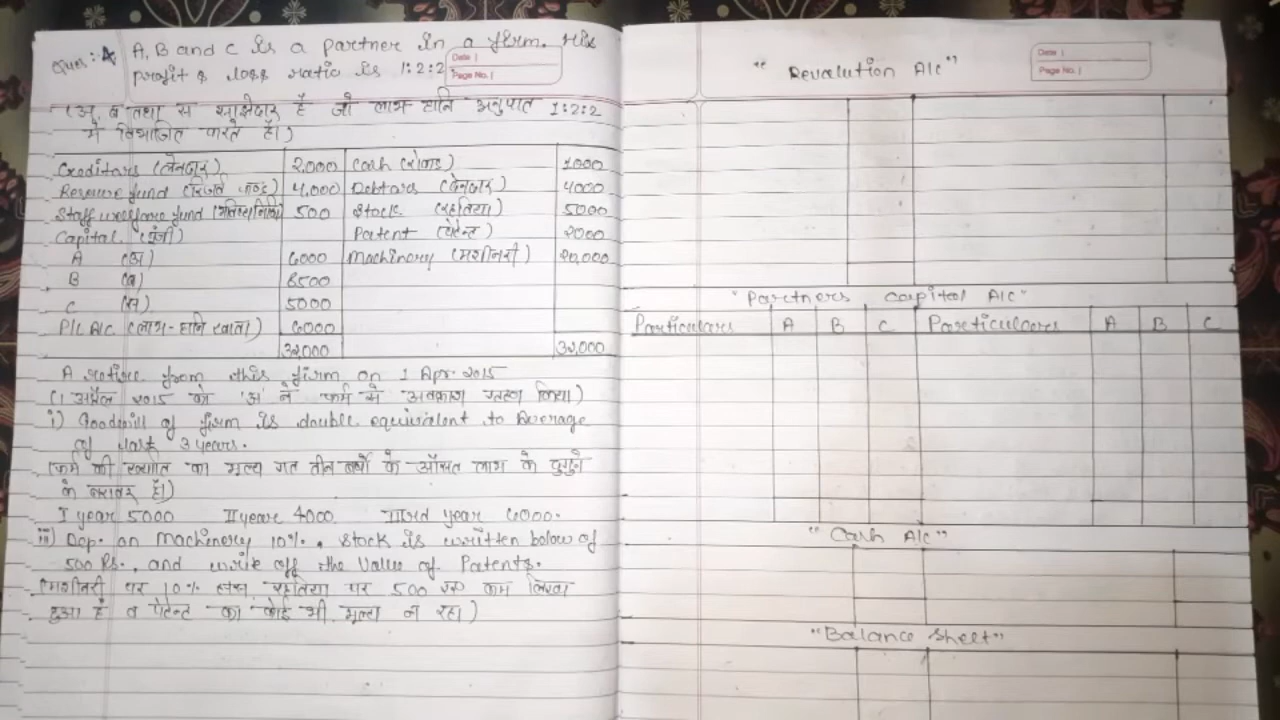 Ques:- A, B and C is a partner in a firm. His
profit & loss ratio is 1:2:2
Date |
Page No. |
(अ, ब तथा स साझेदार है जो लाभ-हानि अनुपात 1:2:2
में विभाजित करते है।)
Creditors (लेनदार) 2,000 Cash (रोकड) 1000
Reserve fund (रिजर्व फण्ड) 4,000 Debtors (देनदार) 4000
Staff welfare fund 500 Stock (रहतिया) 5000
Capital (पूंजी) Patent (पेटेन्ट) 2000
A (अ) 6000 Machinery (मशीनरी) 20,000
B (ब) 8500
C (स) 5000
P/L A/C (लाभ-हानि खाता) 6000
32,000 32,000
A retire from this firm on 1 Apr. 2015
(1 अप्रैल 2015 को 'अ' ने फर्म से अवकाश ग्रहण किया)
i) Goodwill of firm is double equivalent to Average
of last 3 years.
(फर्म की ख्याति का मूल्य गत तीन वर्षो के औसत लाभ के दुगुने
के बराबर है।)
I year 5000 II year 4000 year 6000.
ii) Dep. on Machinery 10%. Stock is written below of
500 Rs., and write off the Value of Patents.
(मशीनरी पर 10% ह्रास, रहतिया पर 500 रु० कम लिखा
हुआ है व पेटेन्ट का कोई भी मूल्य न रहा)
"Revalution A/c"
Date |
Page No. |
"Partners Capital A/c"
Particulars A B C Particulars A B C
"Cash A/c"
"Balance Sheet"